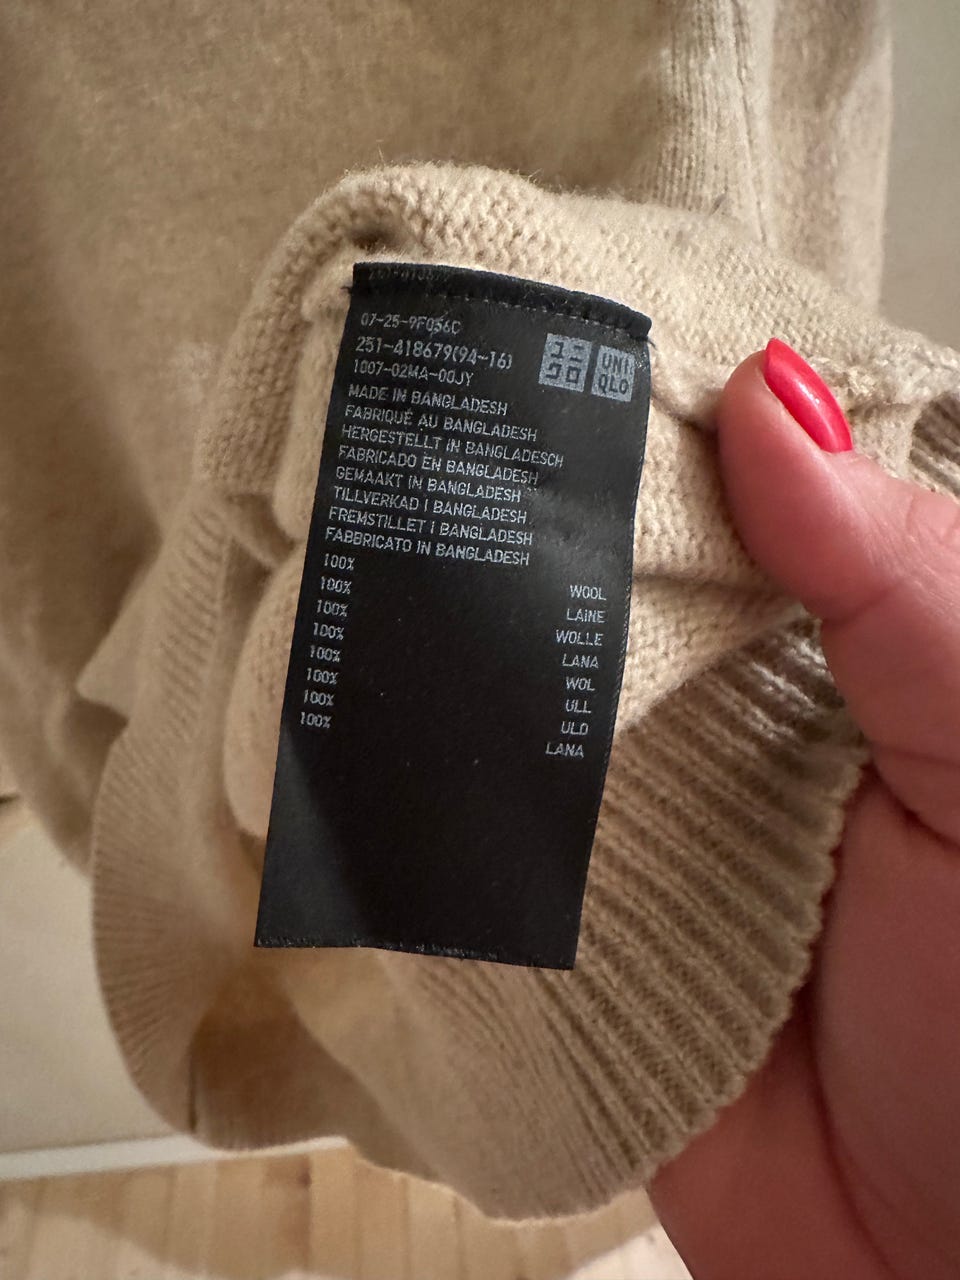 07-25-9F056C
251-418679(94-16)
1007-02MA-00JY
ユニ
クロ
UNI
QLO
MADE IN BANGLADESH
FABRIQUÉ AU BANGLADESH
HERGESTELLT IN BANGLADESCH
FABRICADO EN BANGLADESH
GEMAAKT IN BANGLADESH
TILLVERKAD I BANGLADESH
FREMSTILLET I BANGLADESH
FABBRICATO IN BANGLADESH
100% WOOL
100% LAINE
100% WOLLE
100% LANA
100% WOL
100% ULL
100% ULD
100% LANA